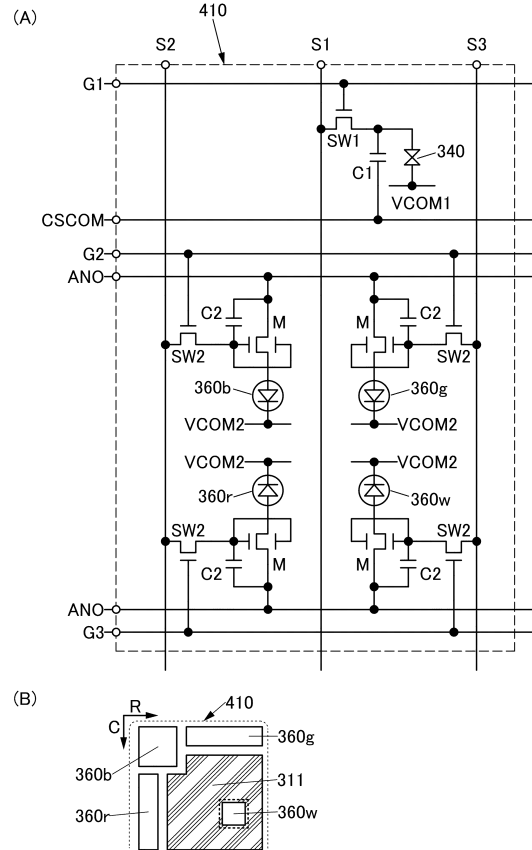 (A)
410
S2 S1 S3
G1
SW1
340
C1
VCOM1
CSCOM
G2
ANO
C2 M M C2
SW2 SW2
360b 360g
VCOM2 VCOM2
VCOM2 VCOM2
360r 360w
SW2 SW2
C2 M M C2
ANO
G3
(B)
R 410
C
360g
360b
311
360r 360w